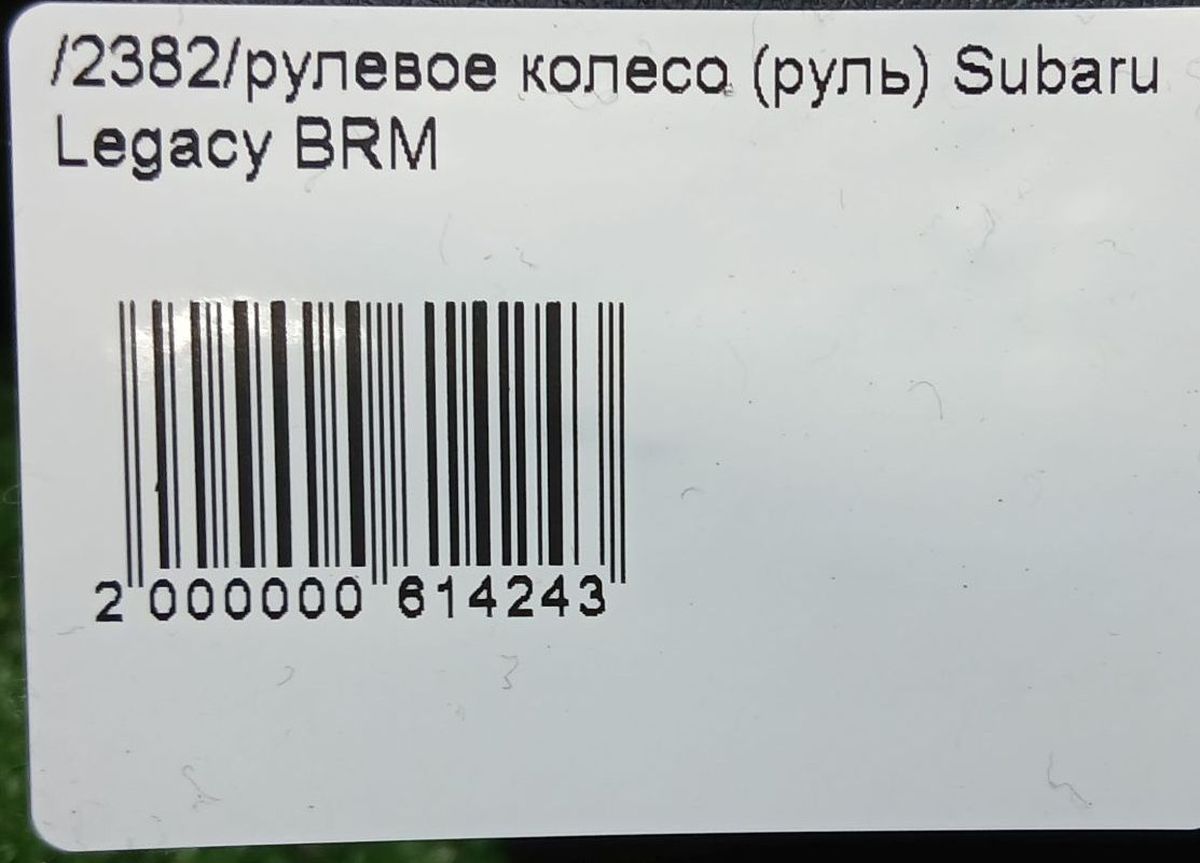 /2382/рулевое колесо (руль) Subaru
Legacy BRM
2 000000 614243